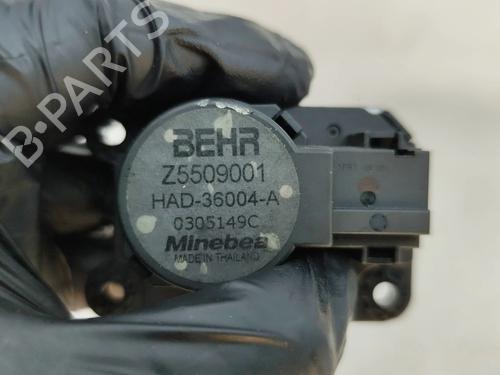 B-PARTS
BEHR
Z5509001
HAD-36004-A
0305149C
Minebea
MADE IN THAILAND